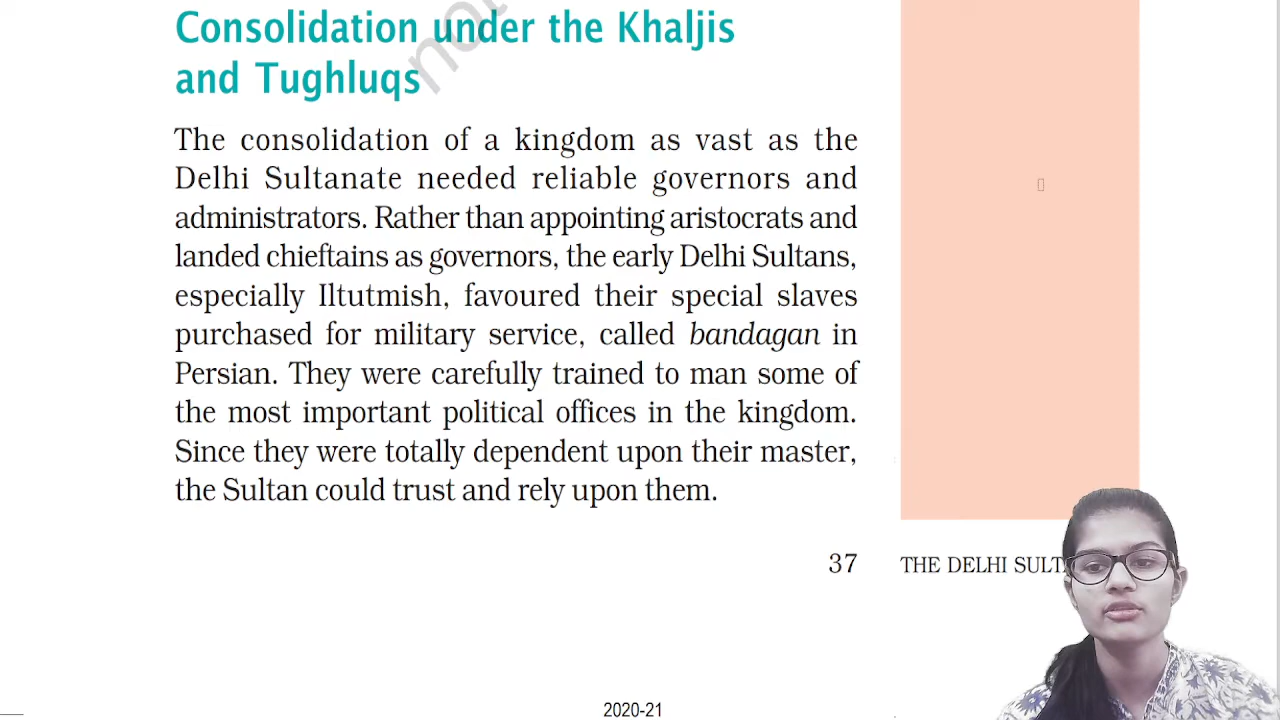 Consolidation under the Khaljis
and Tughluqs
The consolidation of a kingdom as vast as the
Delhi Sultanate needed reliable governors and
administrators. Rather than appointing aristocrats and
landed chieftains as governors, the early Delhi Sultans,
especially Iltutmish, favoured their special slaves
purchased for military service, called bandagan in
Persian. They were carefully trained to man some of
the most important political offices in the kingdom.
Since they were totally dependent upon their master,
the Sultan could trust and rely upon them.
37 THE DELHI
2020-21